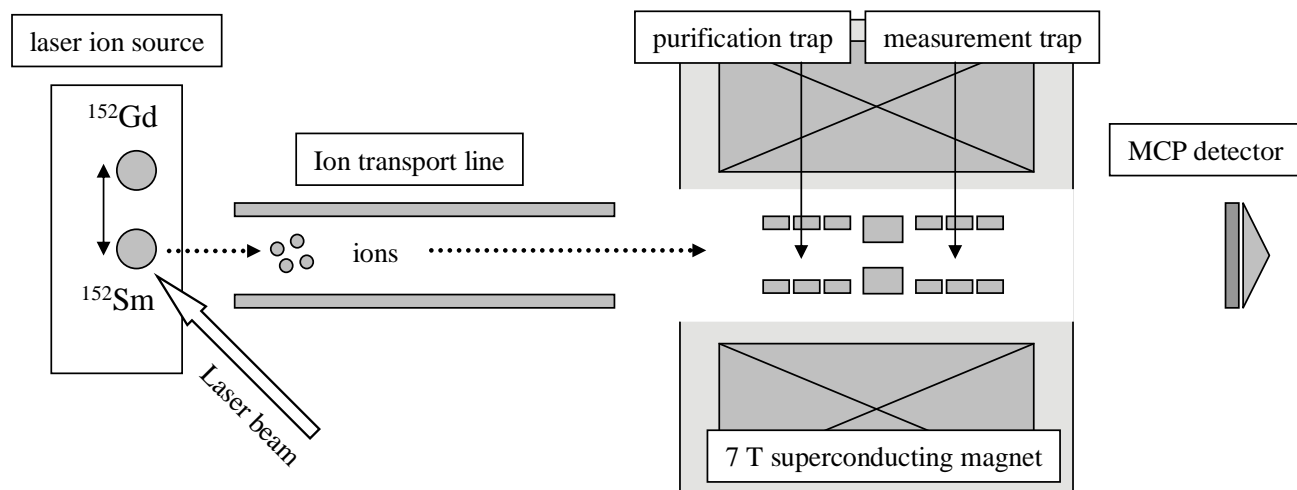 laser ion source
purification trap
measurement trap
¹⁵²Gd
Ion transport line
MCP detector
ions
¹⁵²Sm
Laser beam
7 T superconducting magnet